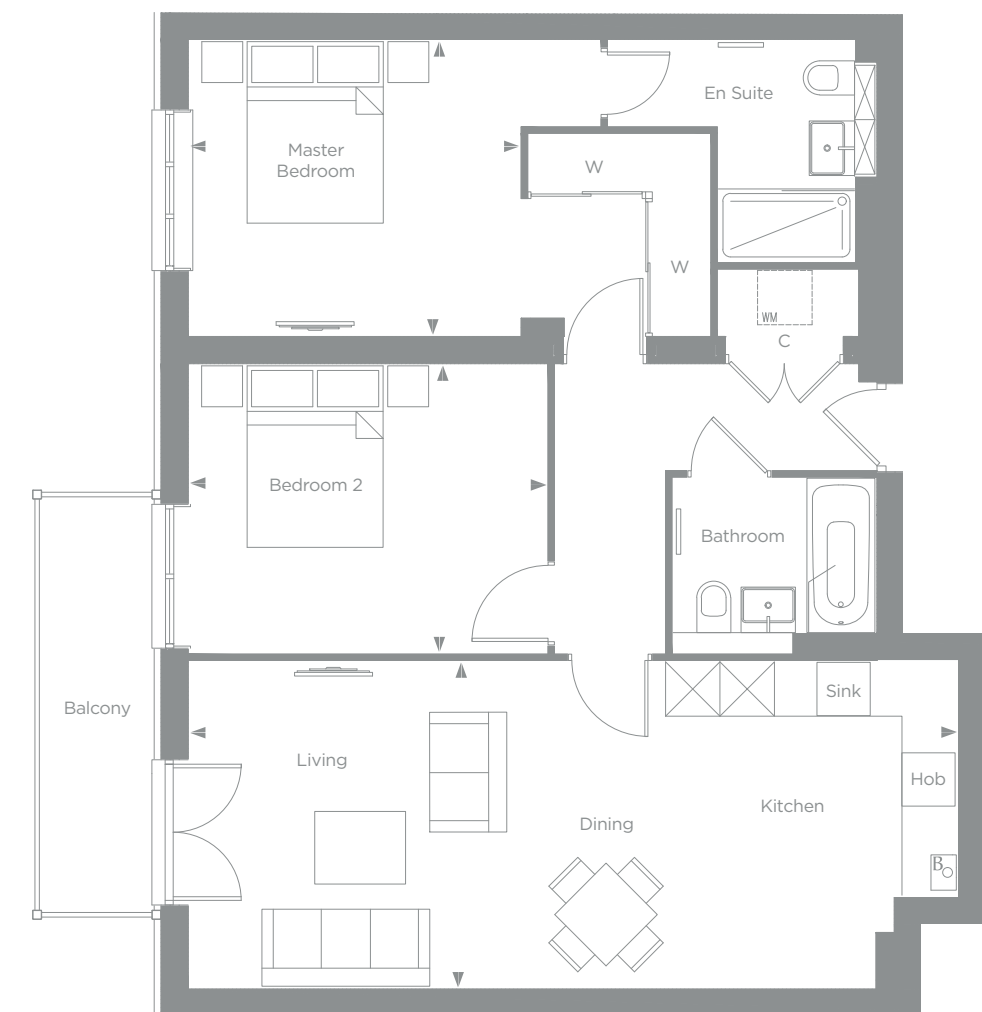 En Suite
Master
Bedroom
W
W
WM
C
Bedroom 2
Bathroom
Sink
Balcony
Living
Hob
Kitchen
Dining
B